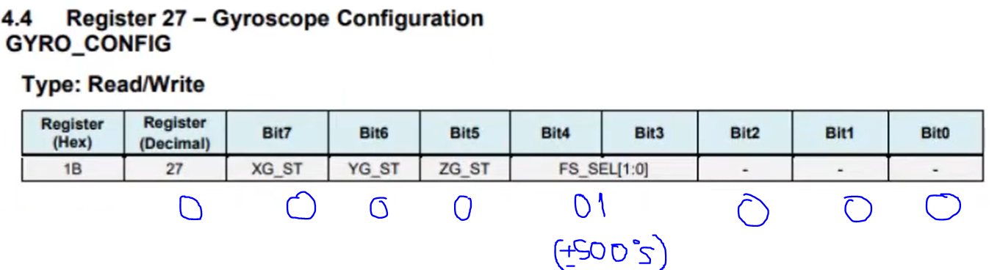 4.4 Register 27 – Gyroscope Configuration
GYRO_CONFIG
Type: Read/Write
Register (Hex) Register (Decimal) Bit7 Bit6 Bit5 Bit4 Bit3 Bit2 Bit1 Bit0
1B 27 XG_ST YG_ST ZG_ST FS_SEL[1:0] - - -
0 0 0 0 01 0 0 0
(±500°s)